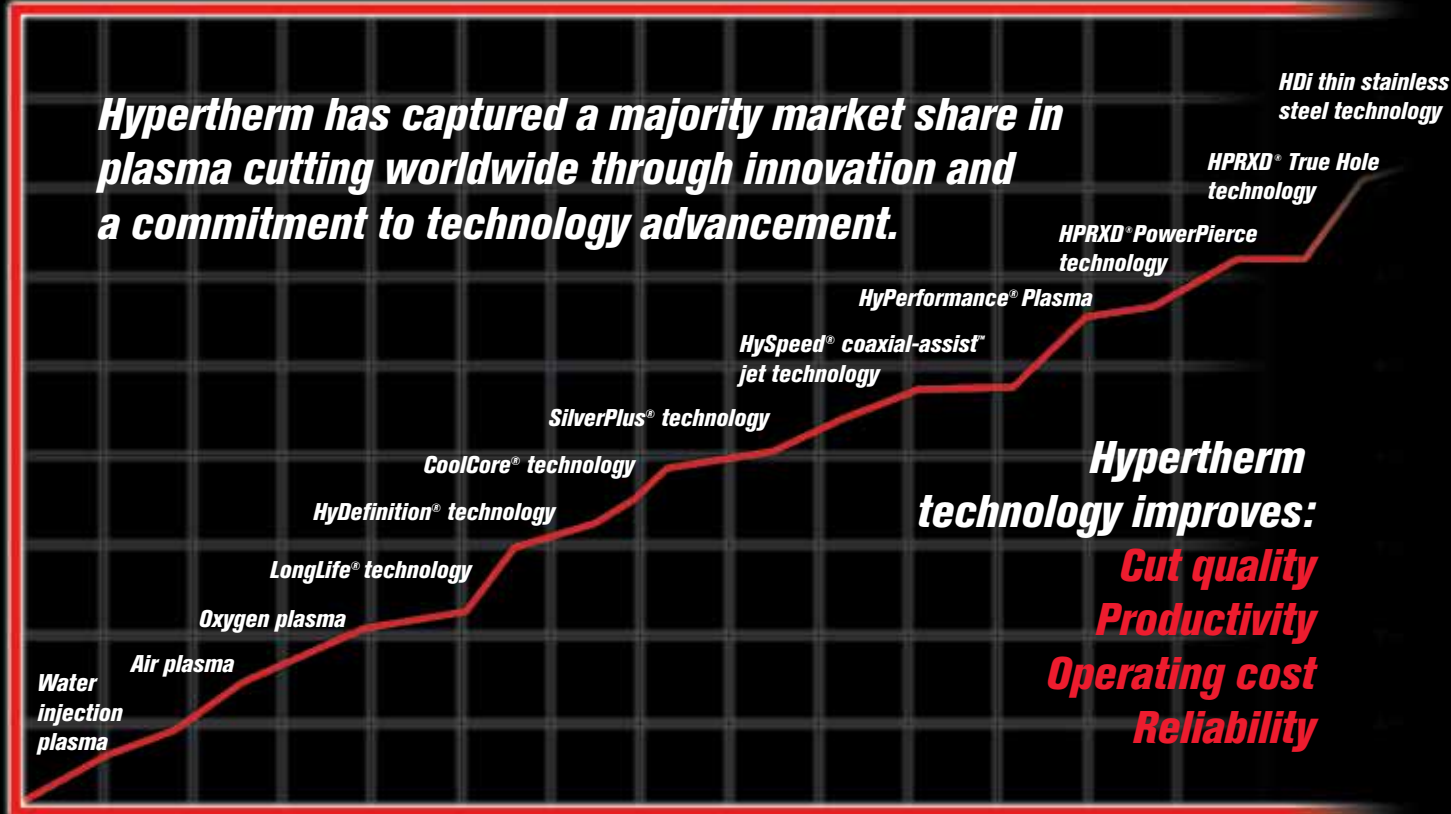 Hypertherm has captured a majority market share in
plasma cutting worldwide through innovation and
a commitment to technology advancement.
HDi thin stainless
steel technology
HPRXD® True Hole
technology
HPRXD® PowerPierce
technology
HyPerformance® Plasma
HySpeed® coaxial-assist™
jet technology
SilverPlus® technology
CoolCore® technology
HyDefinition® technology
LongLife® technology
Oxygen plasma
Air plasma
Water
injection
plasma
Hypertherm
technology improves:
Cut quality
Productivity
Operating cost
Reliability